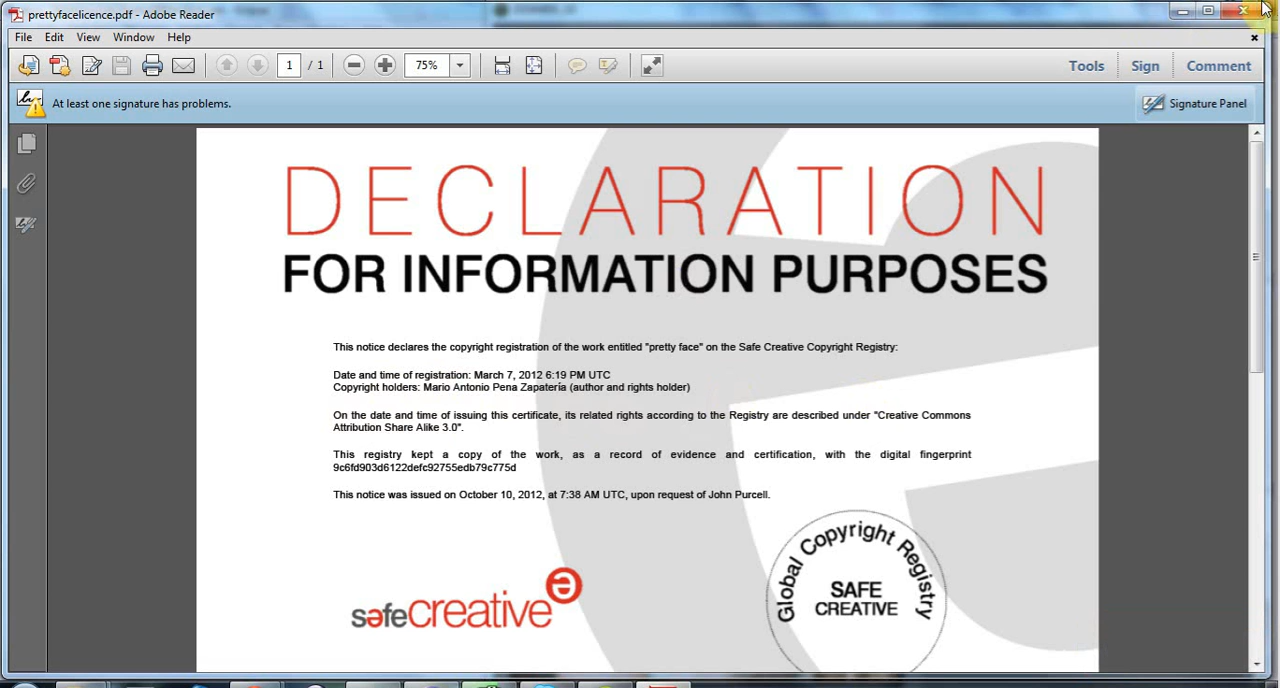 prettyfacelicence.pdf - Adobe Reader
File Edit View Window Help
1 / 1 75% Tools Sign Comment
At least one signature has problems. Signature Panel
DECLARATION
FOR INFORMATION PURPOSES
This notice declares the copyright registration of the work entitled "pretty face" on the Safe Creative Copyright Registry:
Date and time of registration: March 7, 2012 6:19 PM UTC
Copyright holders: Mario Antonio Pena Zapatería (author and rights holder)
On the date and time of issuing this certificate, its related rights according to the Registry are described under "Creative Commons
Attribution Share Alike 3.0".
This registry kept a copy of the work, as a record of evidence and certification, with the digital fingerprint
9c6fd903d6122defc92755edb79c775d
This notice was issued on October 10, 2012, at 7:38 AM UTC, upon request of John Purcell.
safeCreative
Global Copyright Registry
SAFE
CREATIVE